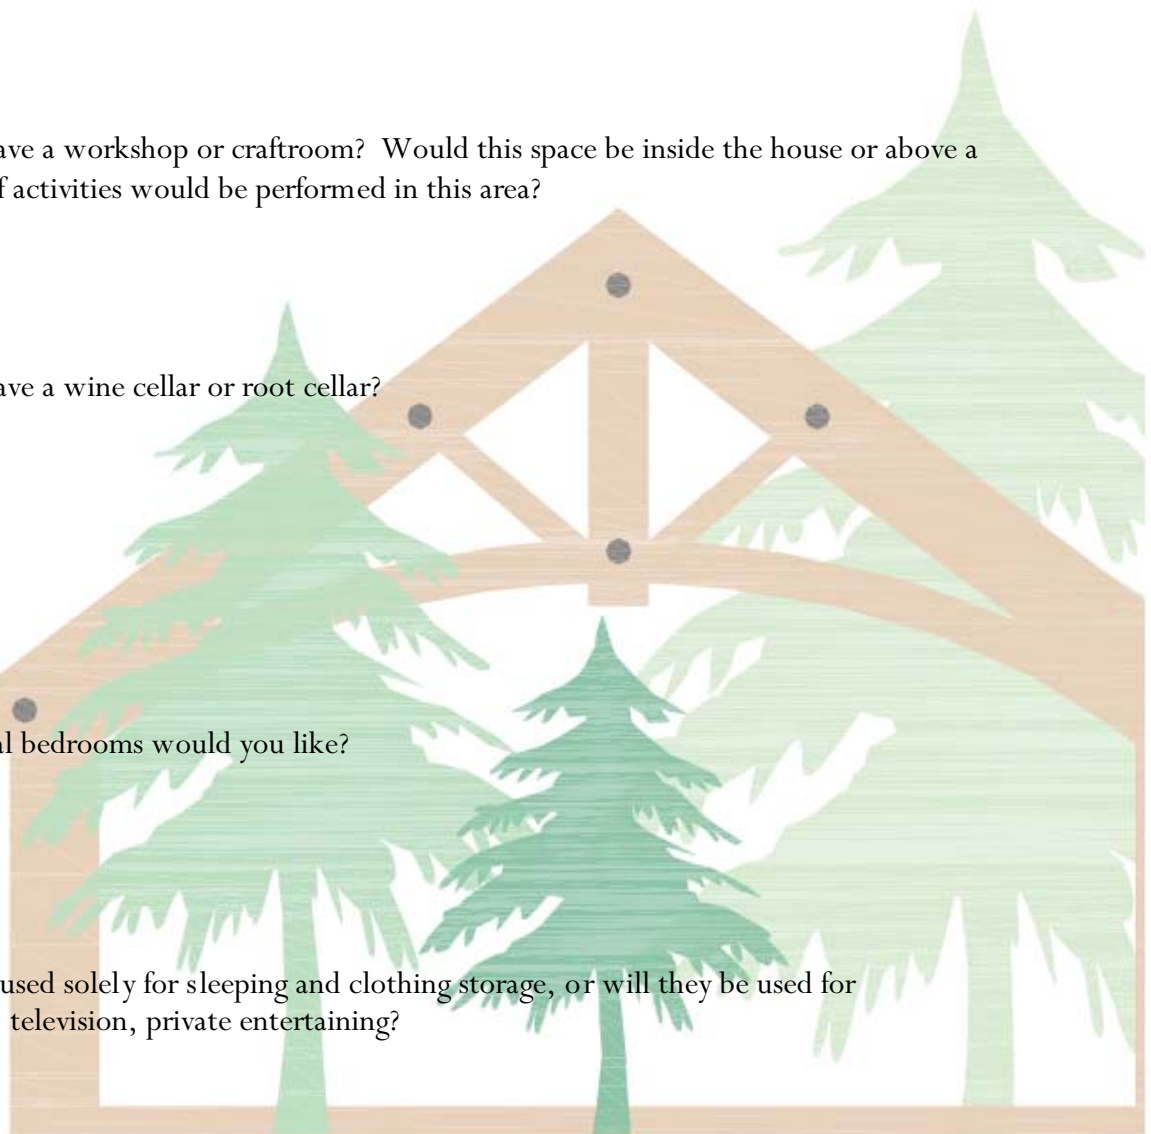 ave a workshop or craftroom? Would this space be inside the house or above a
f activities would be performed in this area?
ave a wine cellar or root cellar?
al bedrooms would you like?
used solely for sleeping and clothing storage, or will they be used for
television, private entertaining?